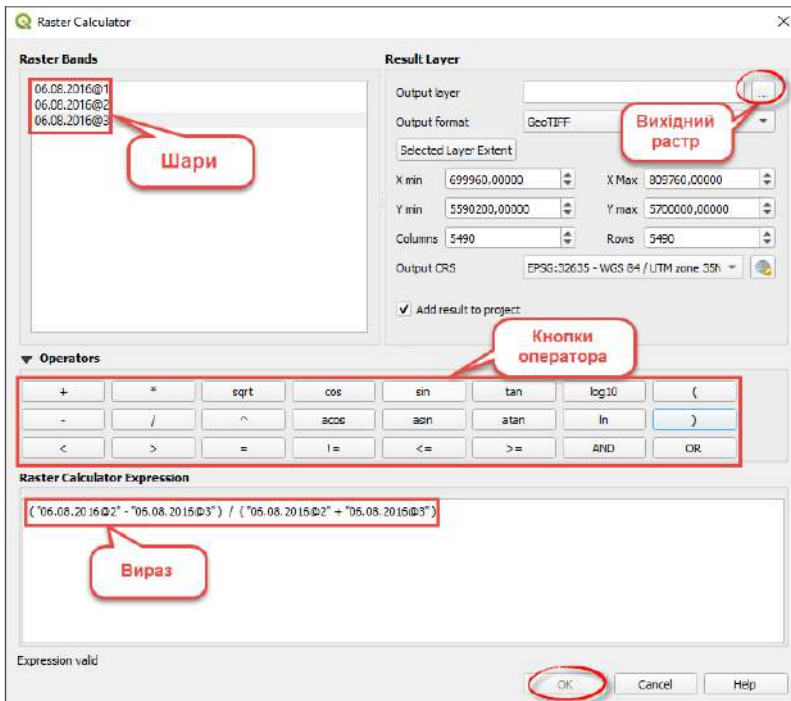 Raster Calculator
Raster Bands
06.08.2016@1
06.08.2016@2
06.08.2016@3
Шари
Result Layer
Output layer
...
Output format GeoTIFF
Вихідний
растр
Selected Layer Extent
X min 699960,00000 X Max 809760,00000
Y min 5590200,00000 Y max 5700000,00000
Columns 5490 Rows 5490
Output CRS EPSG:32635 - WGS 84 / UTM zone 35N
Add result to project
Кнопки
оператора
Operators
+ * sqrt cos sin tan log10 (
- / ^ acos asin atan ln )
< > = != <= >= AND OR
Raster Calculator Expression
( "06.08.2016@2" - "06.08.2016@3" ) / ( "06.08.2016@2" + "06.08.2016@3" )
Вираз
Expression valid
OK Cancel Help